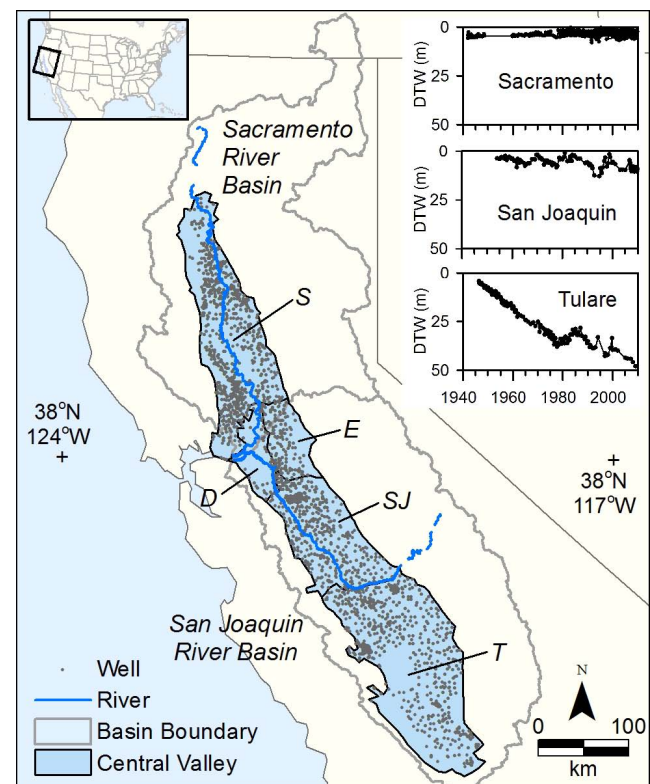 0
25
50
DTW (m)
Sacramento
0
25
50
DTW (m)
San Joaquin
0
25
50
DTW (m)
Tulare
1940 1960 1980 2000
Sacramento
River
Basin
S
38°N
124°W
+
E
D
SJ
+
38°N
117°W
San Joaquin
River Basin
T
Well
River
Basin Boundary
Central Valley
N
0 100
km